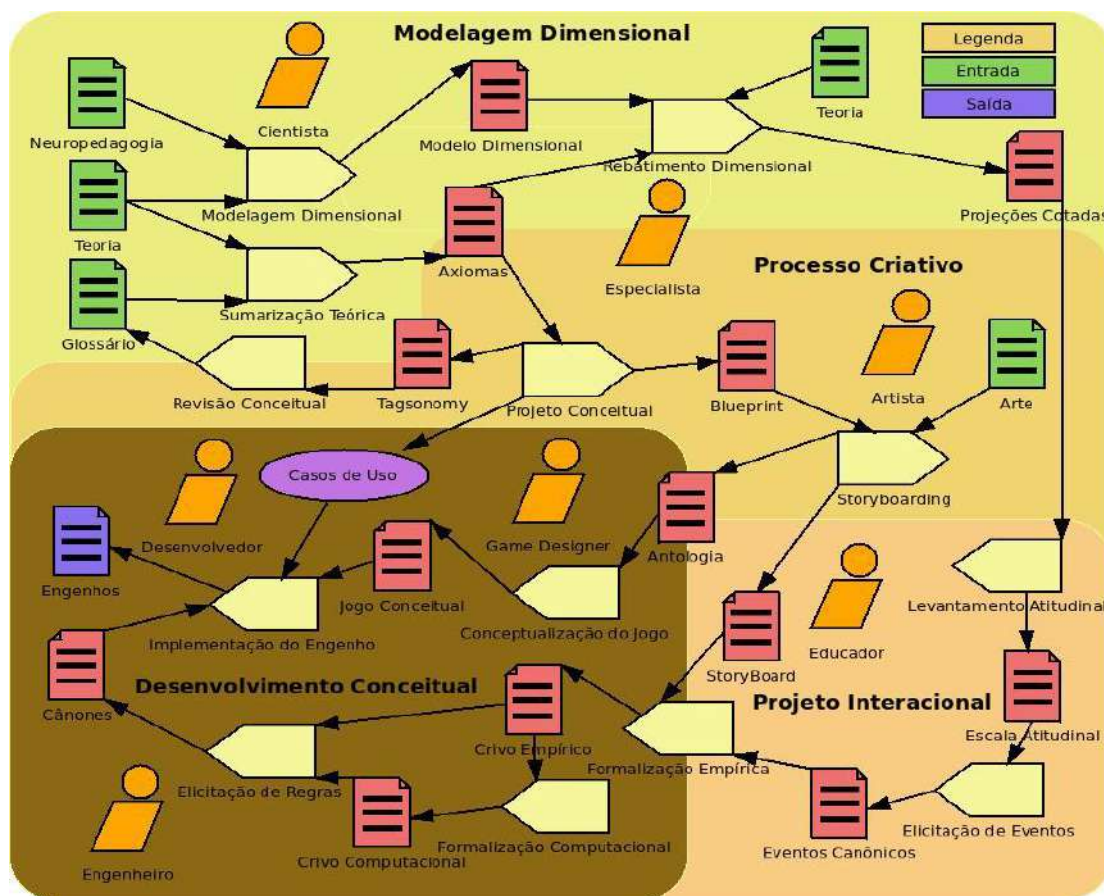 Modelagem Dimensional
Legenda
Entrada
Saída
Cientista
Neuropedagogia
Modelo Dimensional
Teoria
Rebatimento Dimensional
Modelagem Dimensional
Projeções Cotadas
Teoria
Axiomas
Especialista
Processo Criativo
Sumarização Teórica
Glossário
Revisão Conceitual
Tagsonomy
Projeto Conceitual
Blueprint
Artista
Arte
Casos de Uso
Storyboarding
Desenvolvedor
Game Designer
Antologia
Engenhos
Jogo Conceitual
Levantamento Atitudinal
Implementação do Engenho
Conceptualização do Jogo
Educador
StoryBoard
Desenvolvimento Conceitual
Projeto Interacional
Cânones
Crivo Empírico
Escala Atitudinal
Formalização Empírica
Elicitação de Regras
Elicitação de Eventos
Formalização Computacional
Eventos Canônicos
Crivo Computacional
Engenheiro